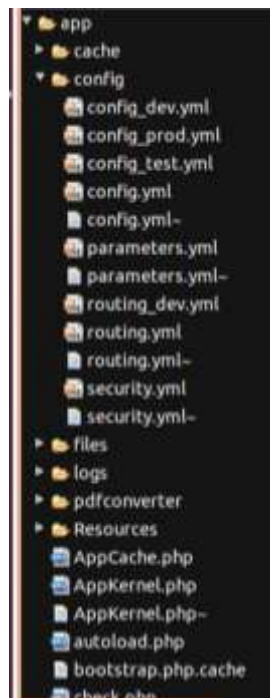 app
cache
config
config_dev.yml
config_prod.yml
config_test.yml
config.yml
config.yml~
parameters.yml
parameters.yml~
routing_dev.yml
routing.yml
routing.yml~
security.yml
security.yml~
files
logs
pdfconverter
Resources
AppCache.php
AppKernel.php
AppKernel.php~
autoload.php
bootstrap.php.cache
check.php